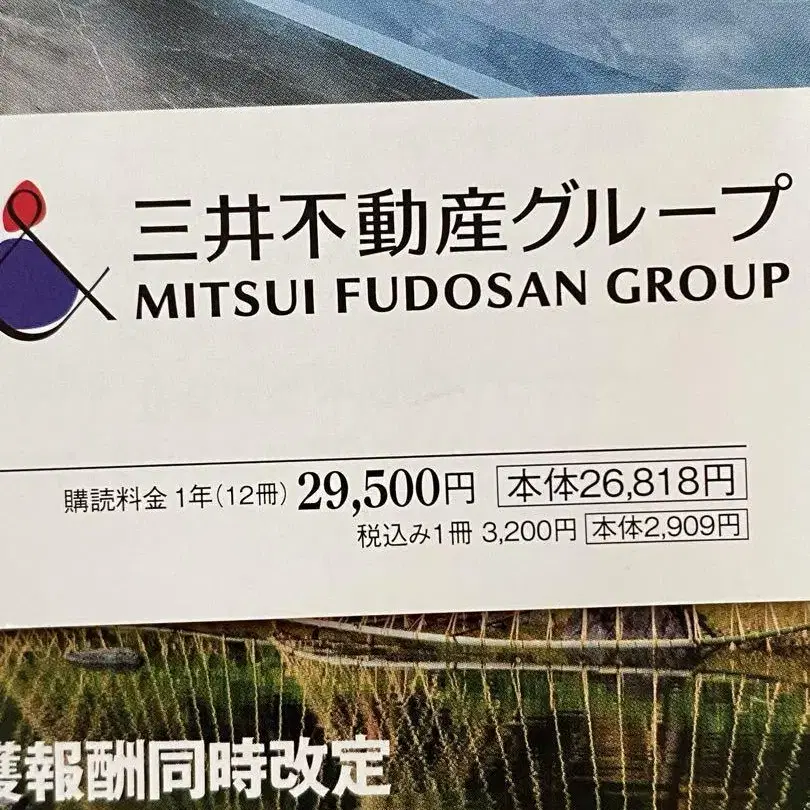 三井不動産グループ
MITSUI FUDOSAN GROUP
購読料金 1年(12冊) 29,500円 本体26,818円
税込み1冊 3,200円 本体2,909円
護報酬同時改定